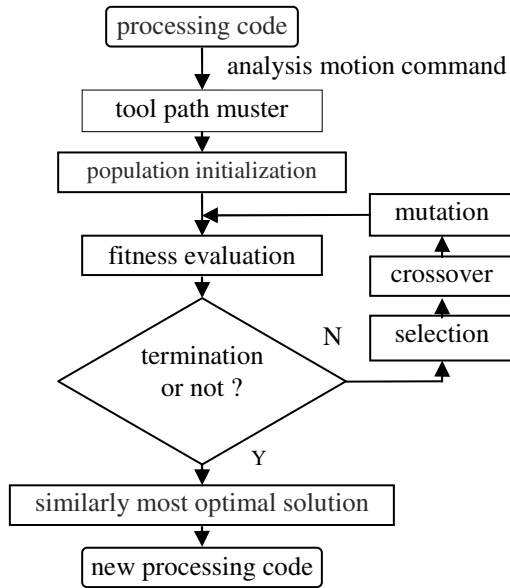 processing code
analysis motion command
tool path muster
population initialization
mutation
fitness evaluation
crossover
selection
N
termination
or not ?
Y
similarly most optimal solution
new processing code